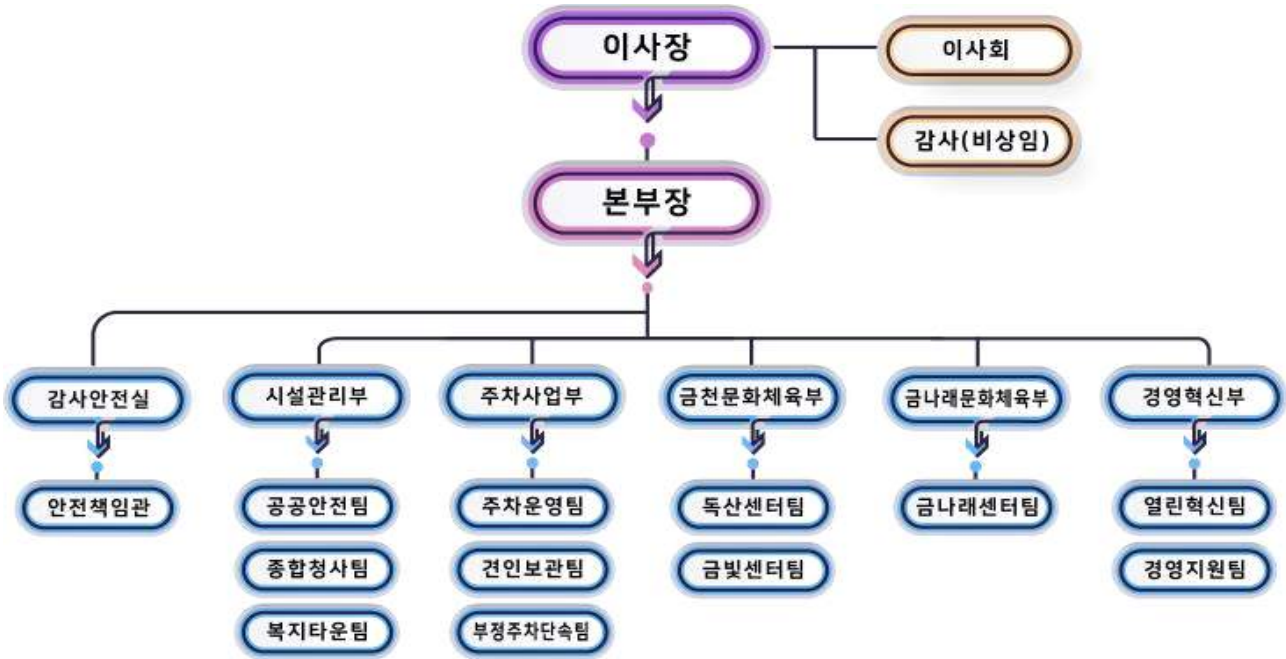 이사장
이사회
감사(비상임)
본부장
감사안전실
시설관리부
주차사업부
금천문화체육부
금나래문화체육부
경영혁신부
안전책임관
공공안전팀
주차운영팀
독산센터팀
금나래센터팀
열린혁신팀
종합청사팀
견인보관팀
금빛센터팀
경영지원팀
복지타운팀
부정주차단속팀